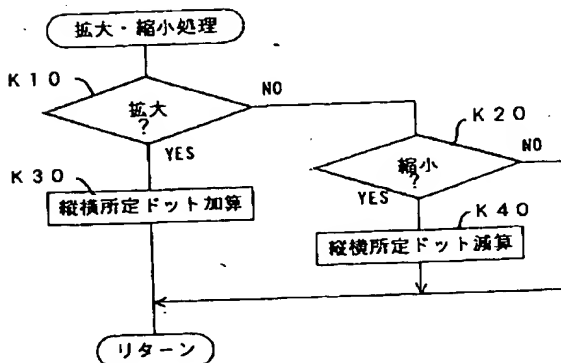 拡大・縮小処理
K10
NO
拡大
?
K20
YES
NO
縮小
?
K30
YES
縦横所定ドット加算
K40
縦横所定ドット減算
リターン